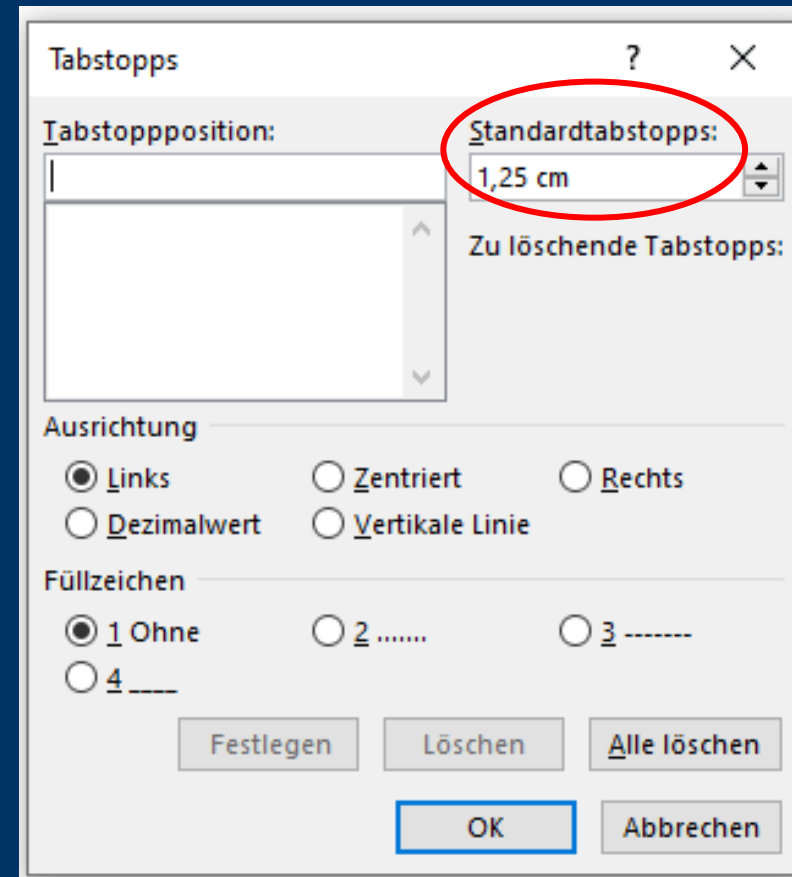 Tabstopps ?
Tabstoppposition: Standardtabstopps:
1,25 cm
Zu löschende Tabstopps:
Ausrichtung
Links Zentriert Rechts
Dezimalwert Vertikale Linie
Füllzeichen
1 Ohne 2 ....... 3 -------
4 ____
Festlegen Löschen Alle löschen
OK Abbrechen